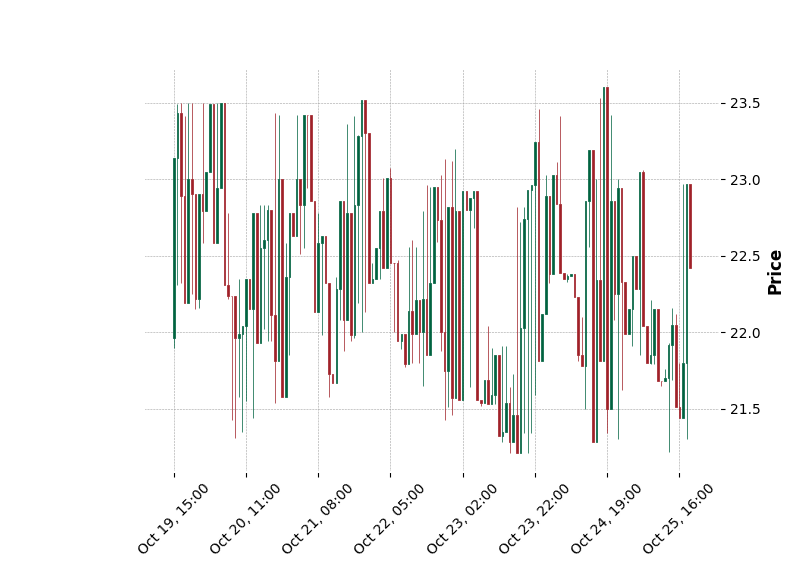 23.5
23.0
22.5
22.0
21.5
Price
Oct 19, 15:00
Oct 20, 11:00
Oct 21, 08:00
Oct 22, 05:00
Oct 23, 02:00
Oct 23, 22:00
Oct 24, 19:00
Oct 25, 16:00